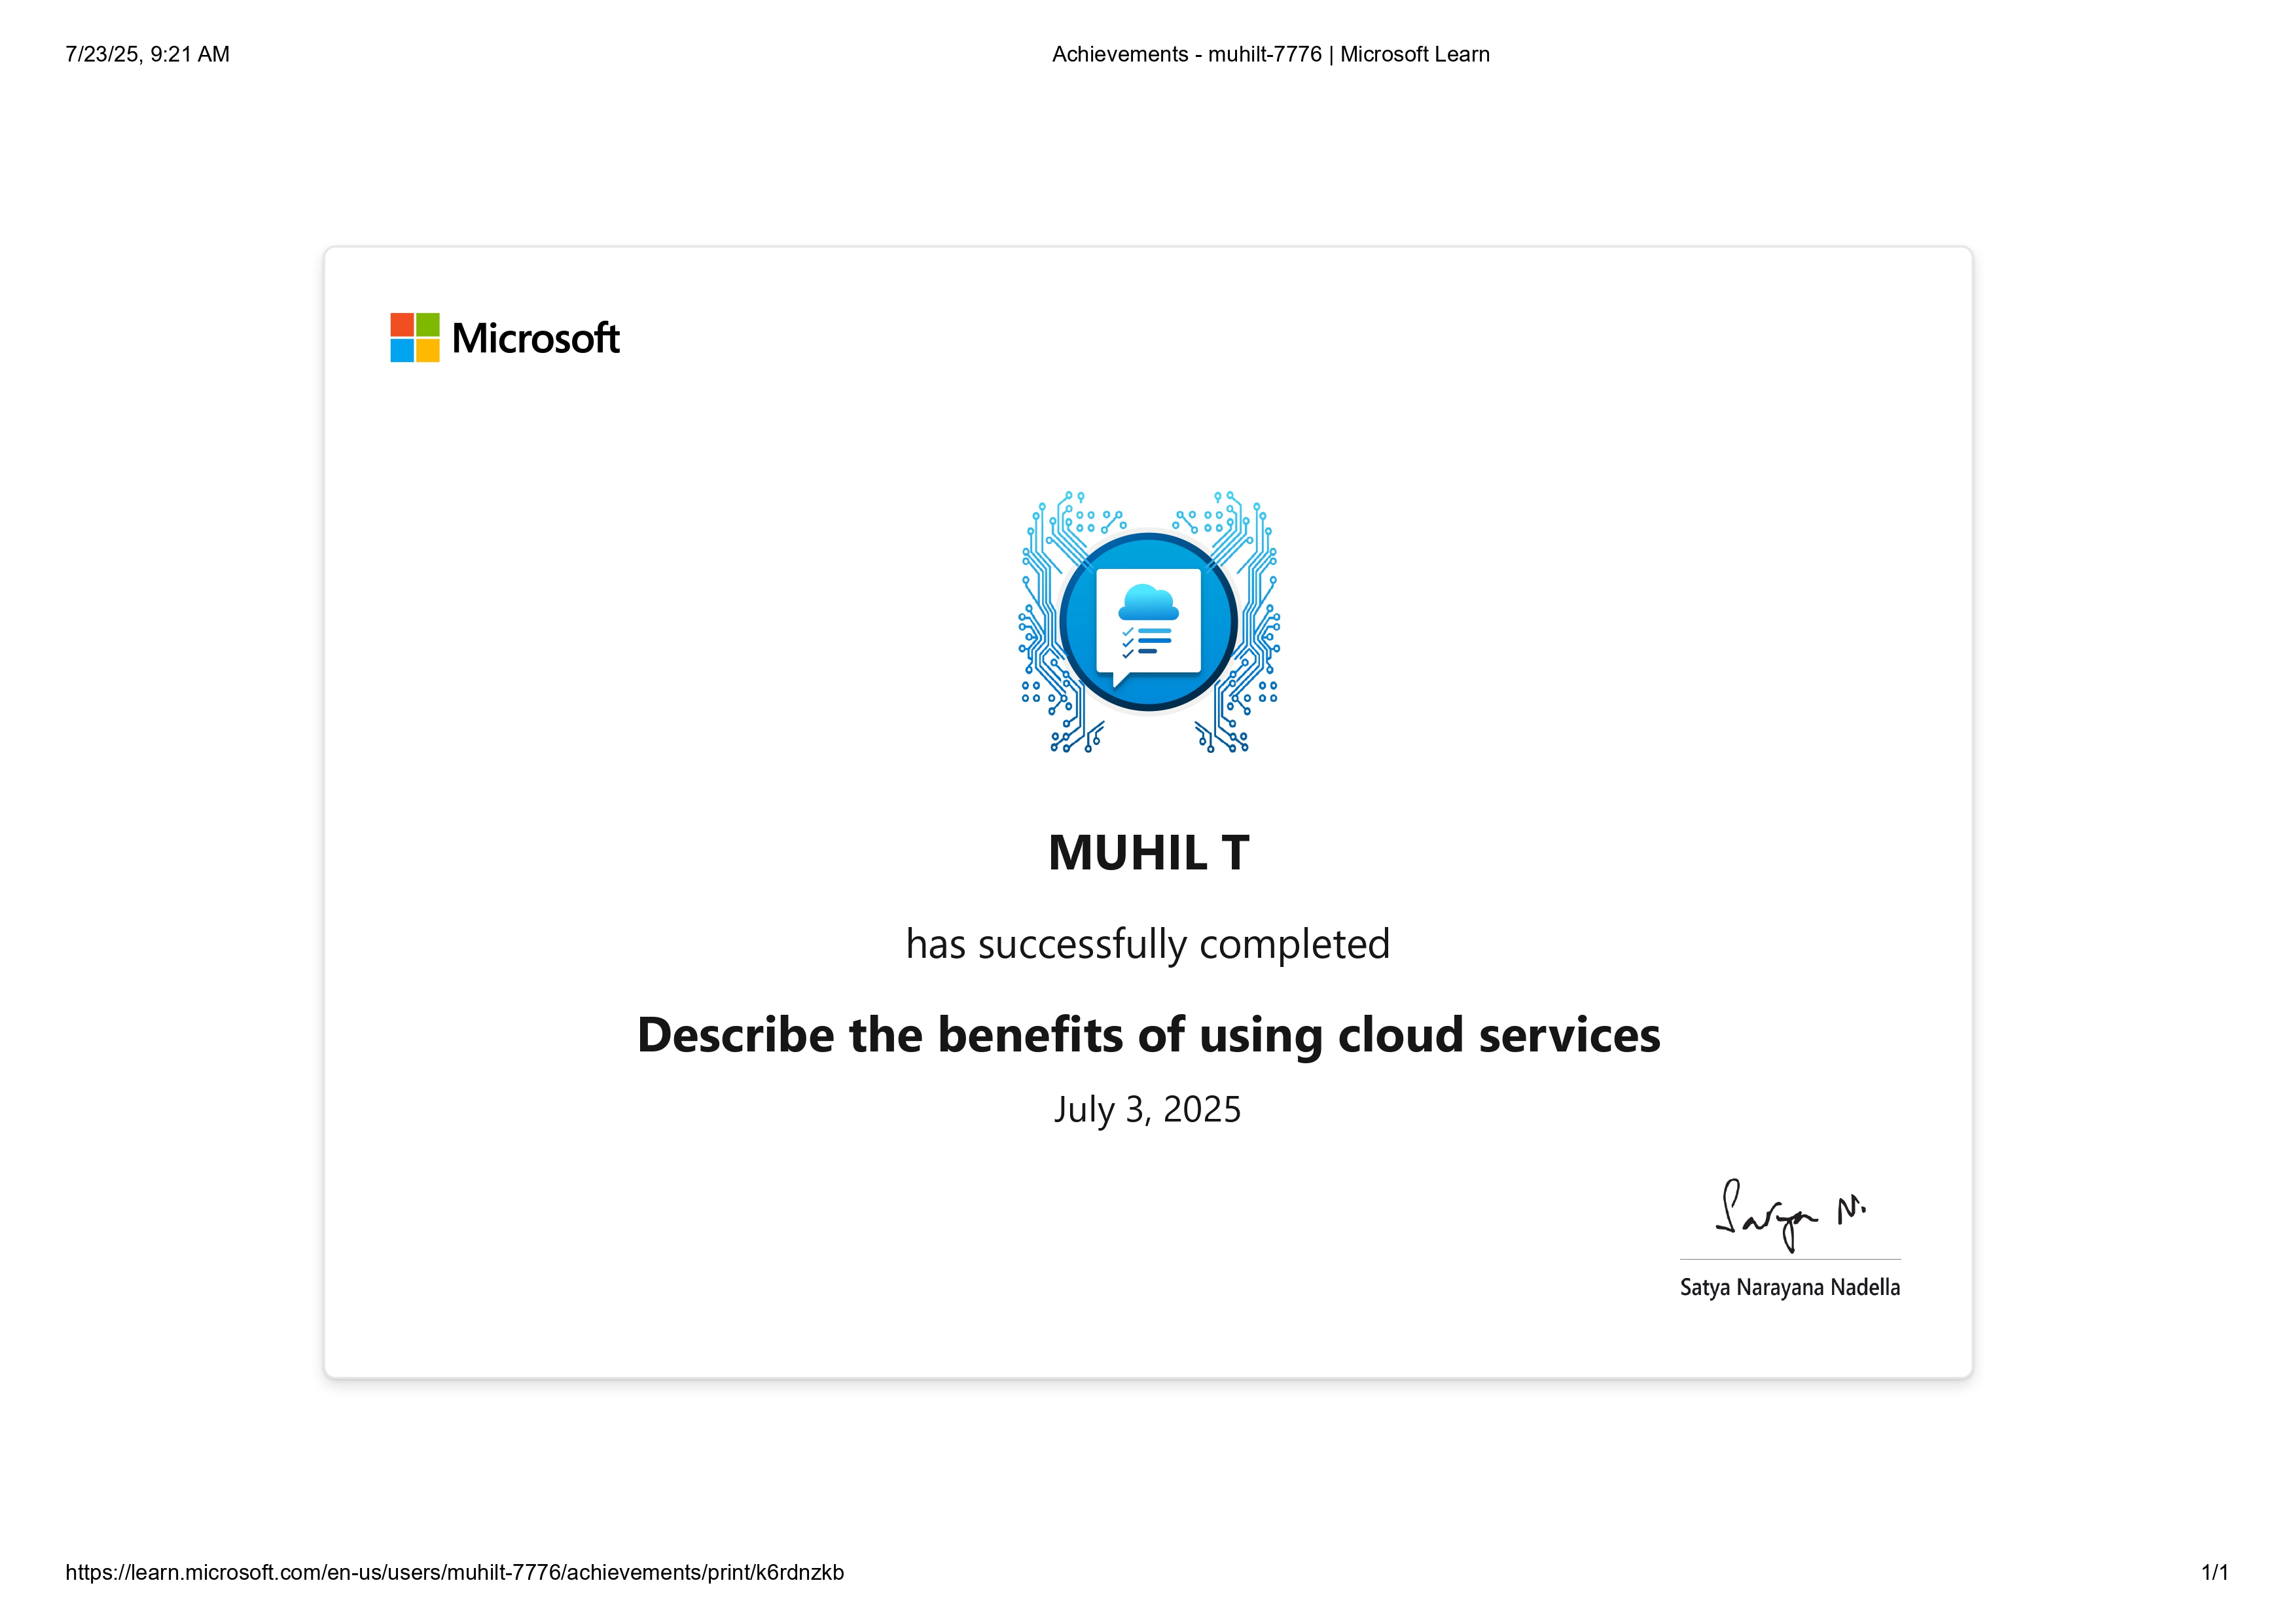 7/23/25, 9:21 AM
Achievements - muhilt-7776 | Microsoft Learn
Microsoft
MUHIL T
has successfully completed
Describe the benefits of using cloud services
July 3, 2025
Satya N.
Satya Narayana Nadella
https://learn.microsoft.com/en-us/users/muhilt-7776/achievements/print/k6rdnzkb
1/1